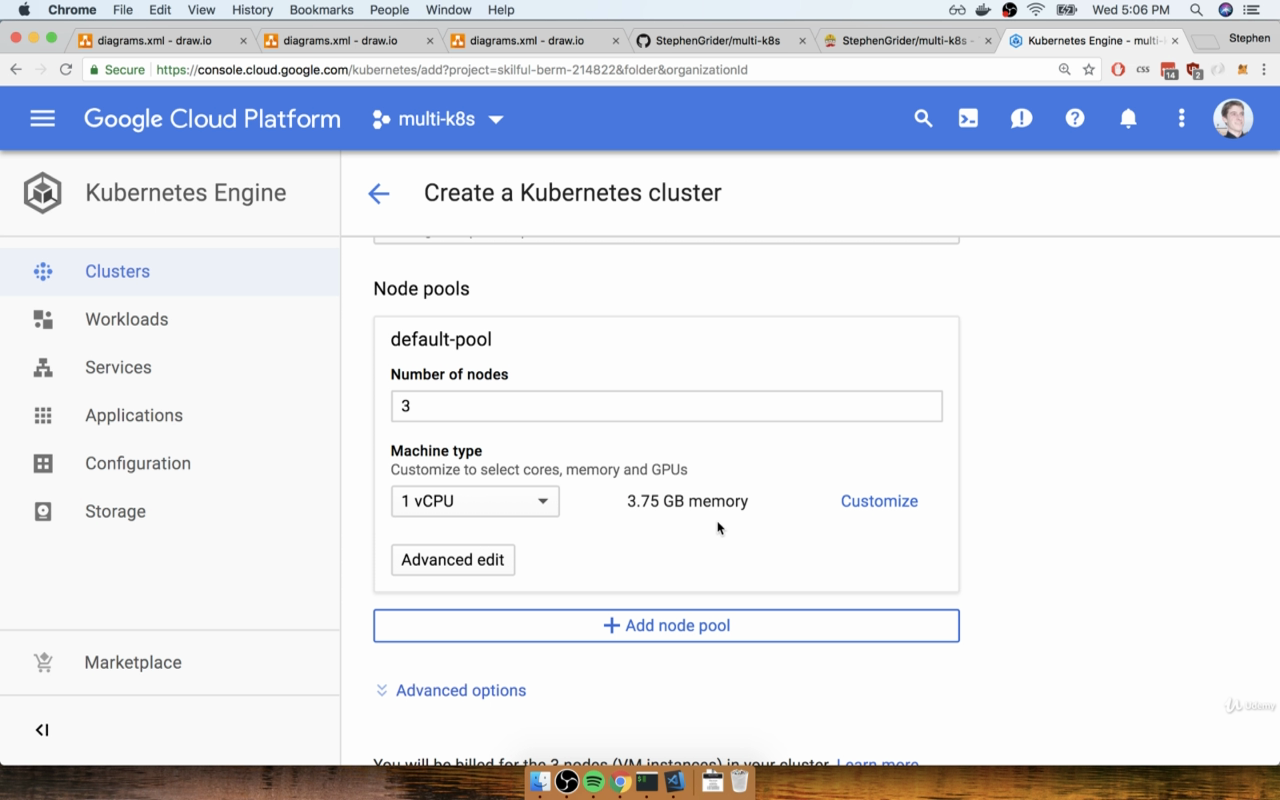 Chrome File Edit View History Bookmarks People Window Help Wed 5:06 PM
diagrams.xml - draw.io diagrams.xml - draw.io diagrams.xml - draw.io StephenGrider/multi-k8s StephenGrider/multi-k8s - Kubernetes Engine - multi- Stephen
Secure https://console.cloud.google.com/kubernetes/add?project=skilful-berm-214822&folder&organizationId CSS 14 2
Google Cloud Platform multi-k8s
Kubernetes Engine
Create a Kubernetes cluster
Clusters
Workloads
Services
Applications
Configuration
Storage
Marketplace
Node pools
default-pool
Number of nodes
3
Machine type
Customize to select cores, memory and GPUs
1 vCPU 3.75 GB memory Customize
Advanced edit
+ Add node pool
Advanced options
You will be billed for the 3 nodes (VM instances) in your cluster. Learn more
Udemy